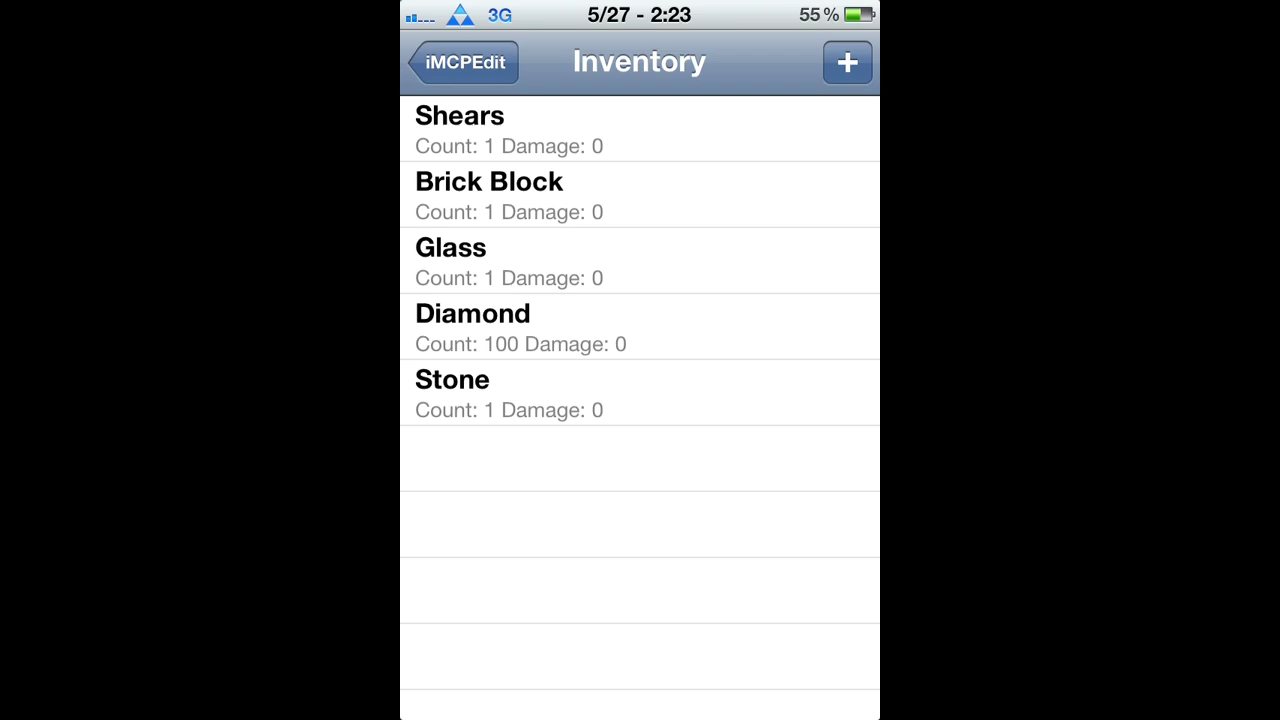 3G 5/27 - 2:23 55 %
iMCPEdit Inventory +
Shears
Count: 1 Damage: 0
Brick Block
Count: 1 Damage: 0
Glass
Count: 1 Damage: 0
Diamond
Count: 100 Damage: 0
Stone
Count: 1 Damage: 0